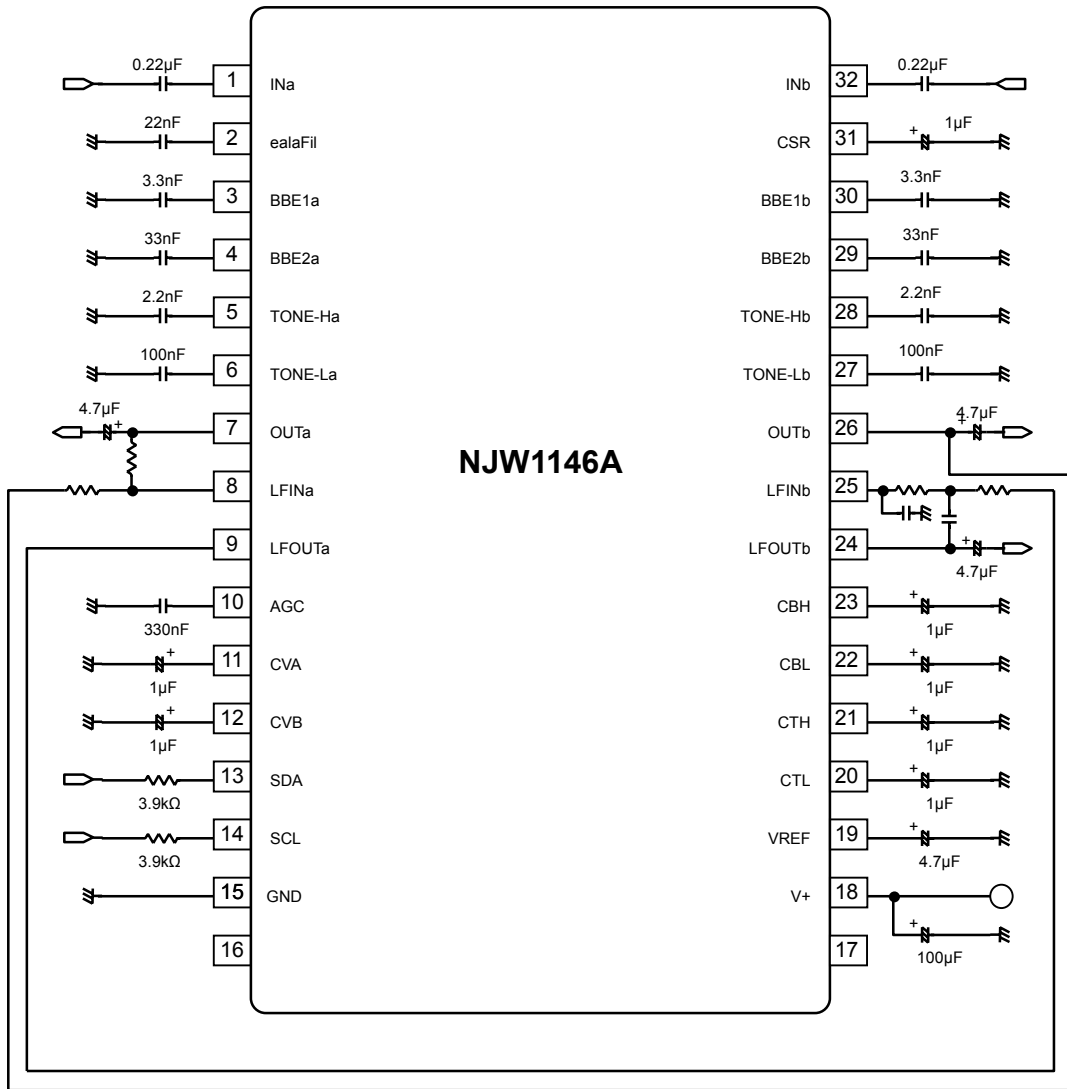 0.22µF 1 INa INb 32 0.22µF
22nF 2 ealaFil CSR 31 + 1µF
3.3nF 3 BBE1a BBE1b 30 3.3nF
33nF 4 BBE2a BBE2b 29 33nF
2.2nF 5 TONE-Ha TONE-Hb 28 2.2nF
100nF 6 TONE-La TONE-Lb 27 100nF
4.7µF + 7 OUTa OUTb 26 + 4.7µF
NJW1146A
8 LFINa LFINb 25
9 LFOUTa LFOUTb 24 + 4.7µF
10 AGC 330nF CBH 23 + 1µF
+ 11 CVA 1µF CBL 22 + 1µF
+ 12 CVB 1µF CTH 21 + 1µF
13 SDA 3.9kΩ CTL 20 + 1µF
14 SCL 3.9kΩ VREF 19 + 4.7µF
15 GND V+ 18
16 17 + 100µF